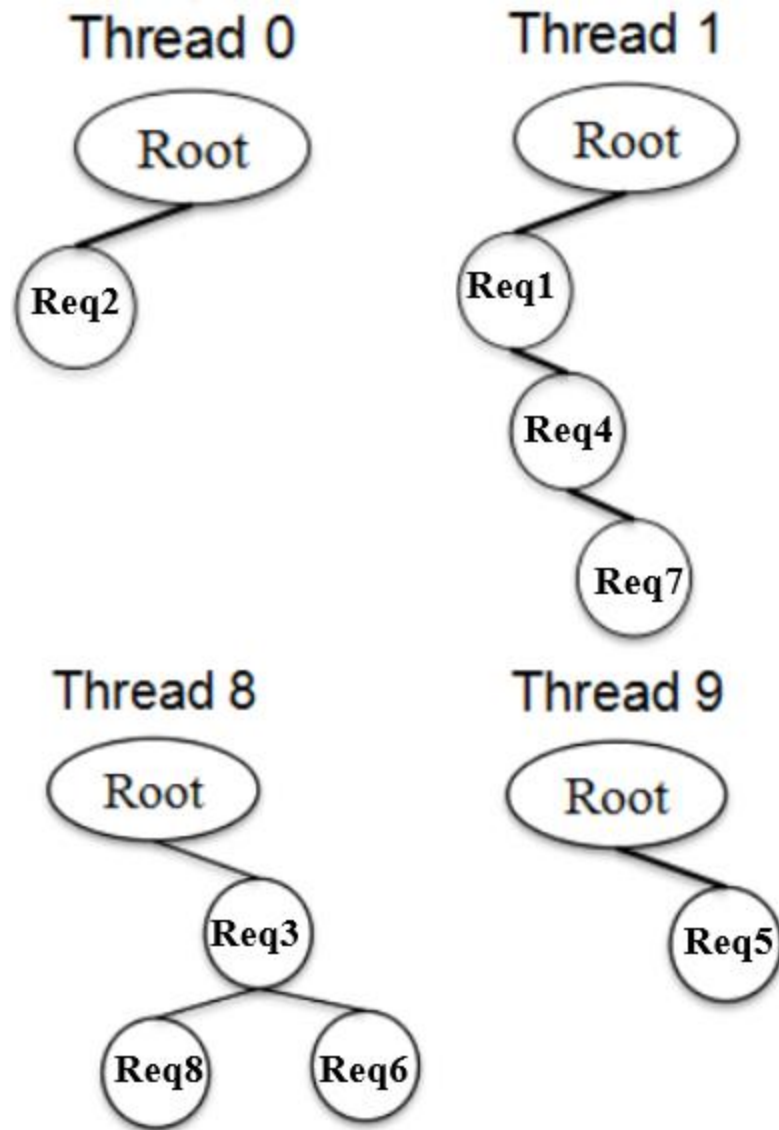 Thread 0
Thread 1
Root
Root
Req2
Req1
Req4
Req7
Thread 8
Thread 9
Root
Root
Req3
Req5
Req8
Req6